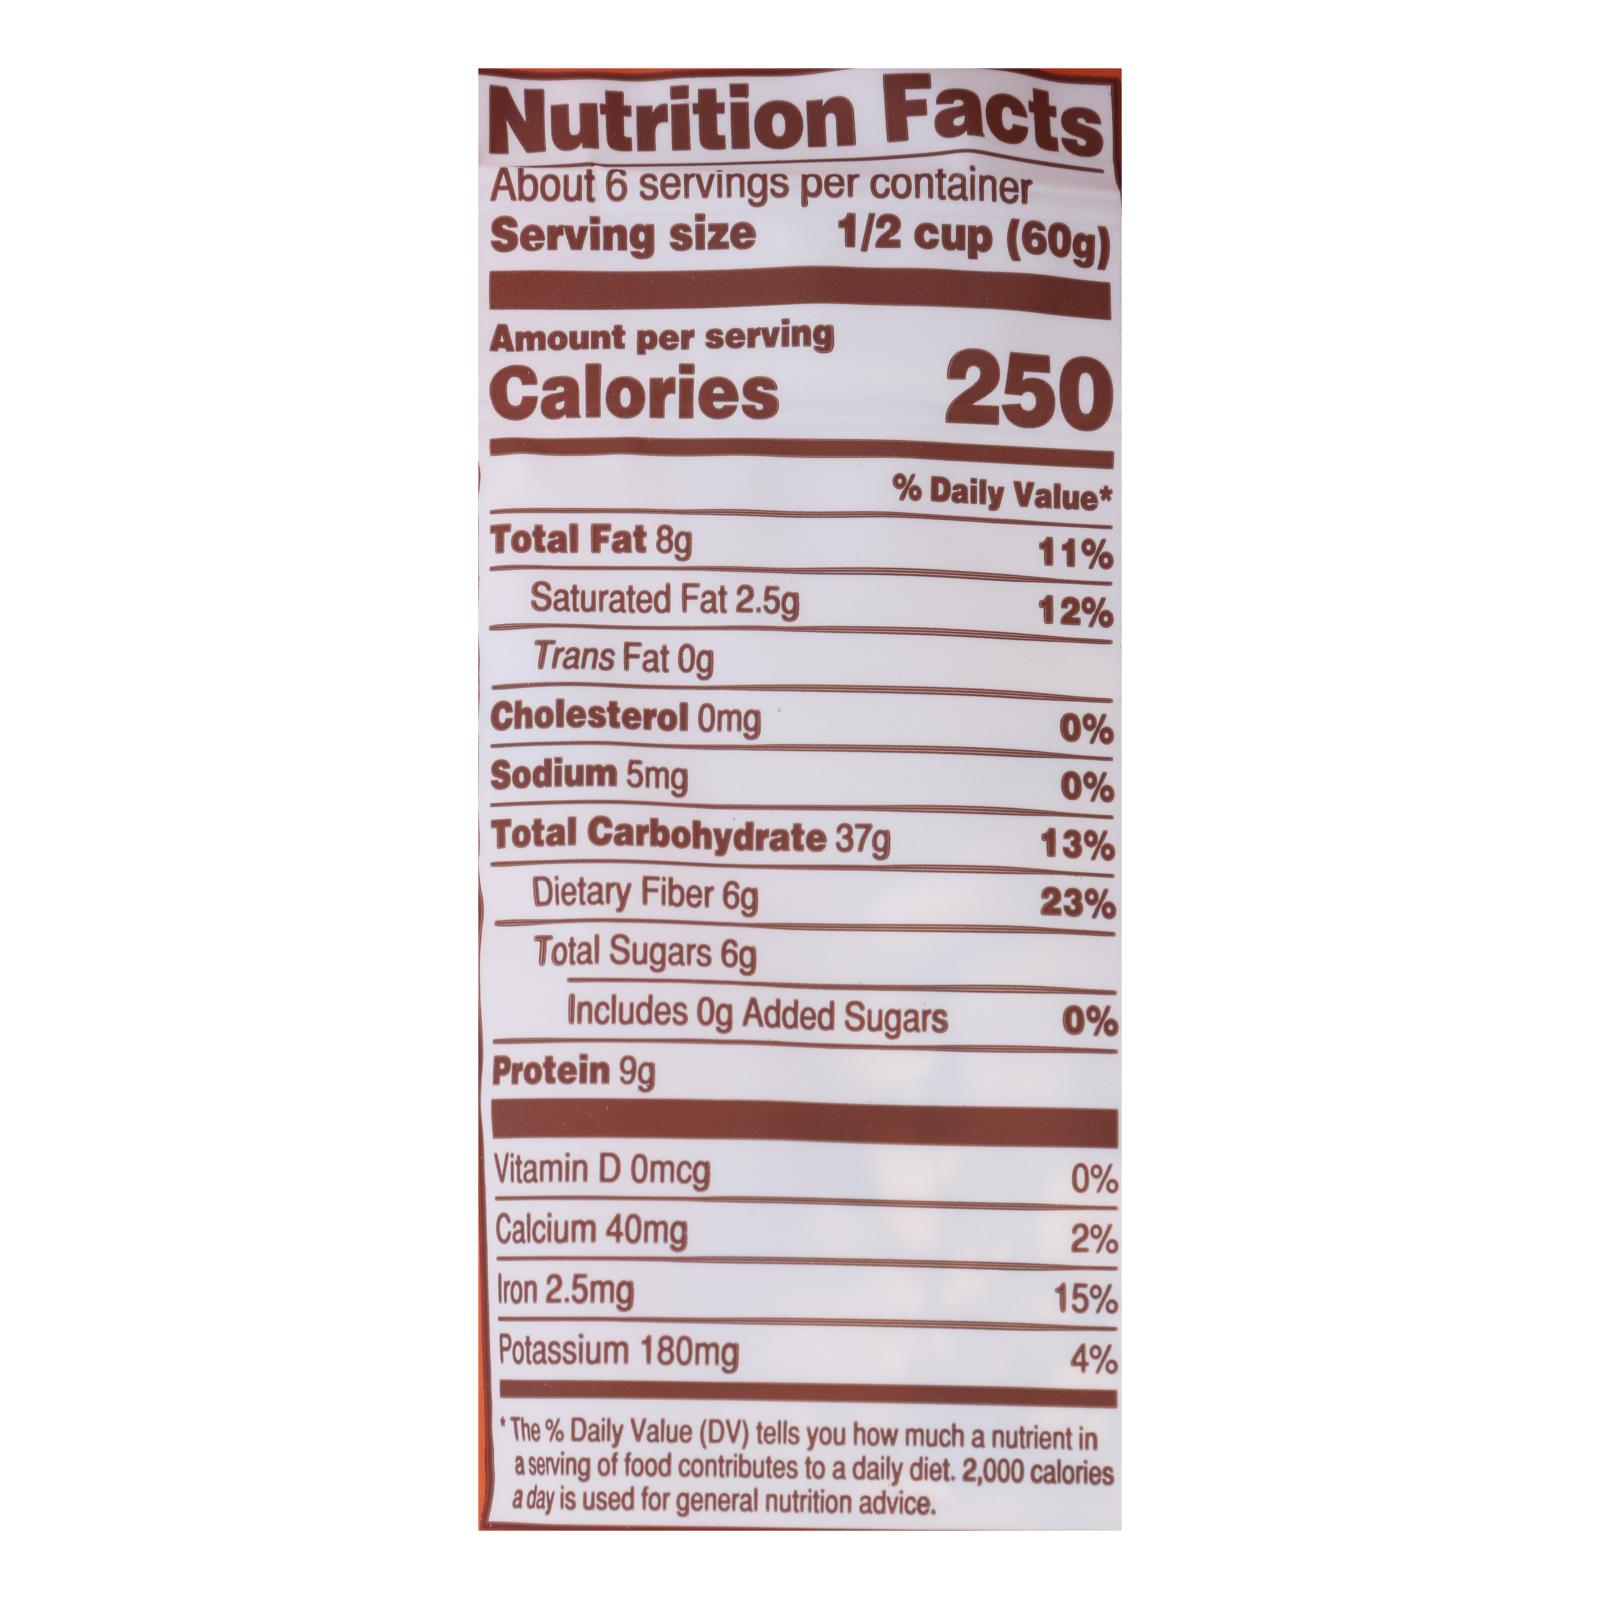 Nutrition Facts
About 6 servings per container
Serving size 1/2 cup (60g)
Amount per serving
Calories 250
% Daily Value*
Total Fat 8g 11%
Saturated Fat 2.5g 12%
Trans Fat 0g
Cholesterol 0mg 0%
Sodium 5mg 0%
Total Carbohydrate 37g 13%
Dietary Fiber 6g 23%
Total Sugars 6g
Includes 0g Added Sugars 0%
Protein 9g
Vitamin D 0mcg 0%
Calcium 40mg 2%
Iron 2.5mg 15%
Potassium 180mg 4%
* The % Daily Value (DV) tells you how much a nutrient in
a serving of food contributes to a daily diet. 2,000 calories
a day is used for general nutrition advice.